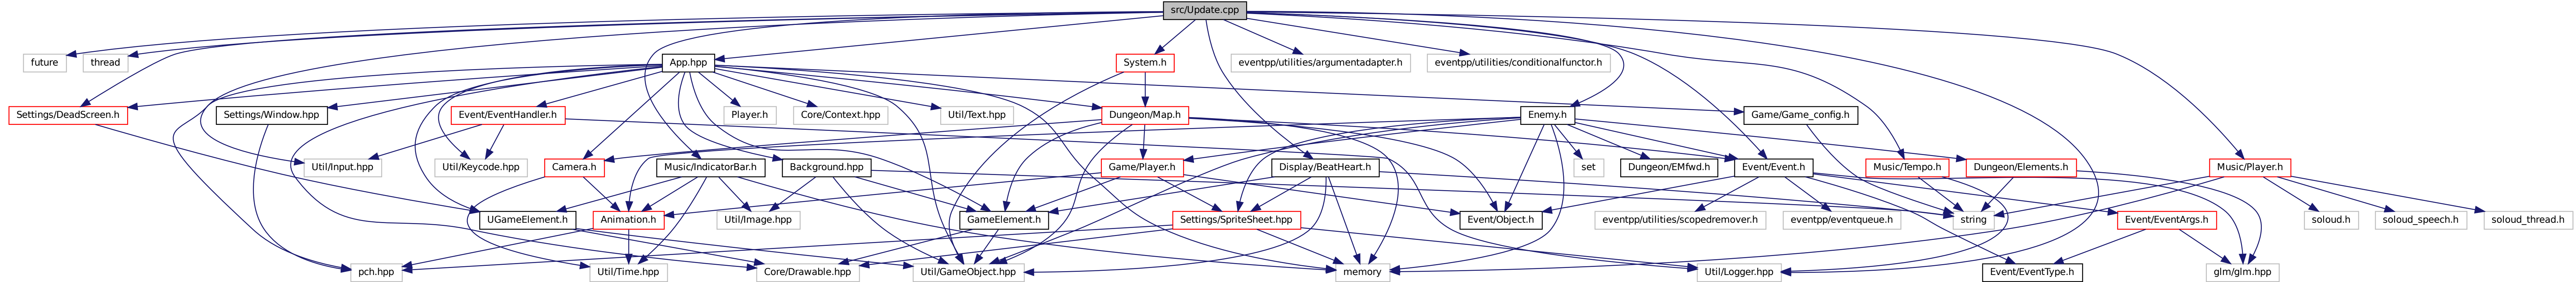 src/Update.cpp
future
thread
App.hpp
System.h
eventpp/utilities/argumentadapter.h
eventpp/utilities/conditionalfunctor.h
Settings/DeadScreen.h
Settings/Window.hpp
Event/EventHandler.h
Player.h
Core/Context.hpp
Util/Text.hpp
Dungeon/Map.h
Enemy.h
Game/Game_config.h
Util/Input.hpp
Util/Keycode.hpp
Camera.h
Music/IndicatorBar.h
Background.hpp
Game/Player.h
Display/BeatHeart.h
set
Dungeon/EMfwd.h
Event/Event.h
Music/Tempo.h
Dungeon/Elements.h
Music/Player.h
UGameElement.h
Animation.h
Util/Image.hpp
GameElement.h
Settings/SpriteSheet.hpp
Event/Object.h
eventpp/utilities/scopedremover.h
eventpp/eventqueue.h
string
Event/EventArgs.h
soloud.h
soloud_speech.h
soloud_thread.h
pch.hpp
Util/Time.hpp
Core/Drawable.hpp
Util/GameObject.hpp
memory
Util/Logger.hpp
Event/EventType.h
glm/glm.hpp